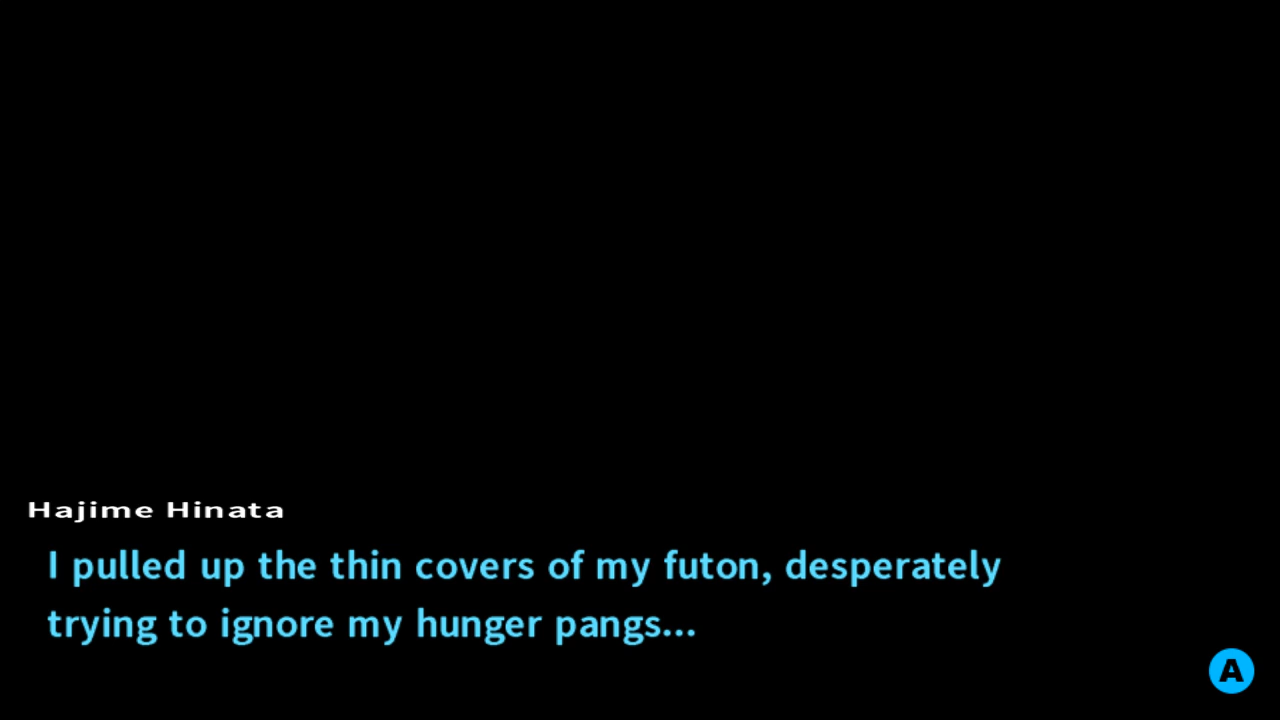 Hajime Hinata
I pulled up the thin covers of my futon, desperately
trying to ignore my hunger pangs...
A